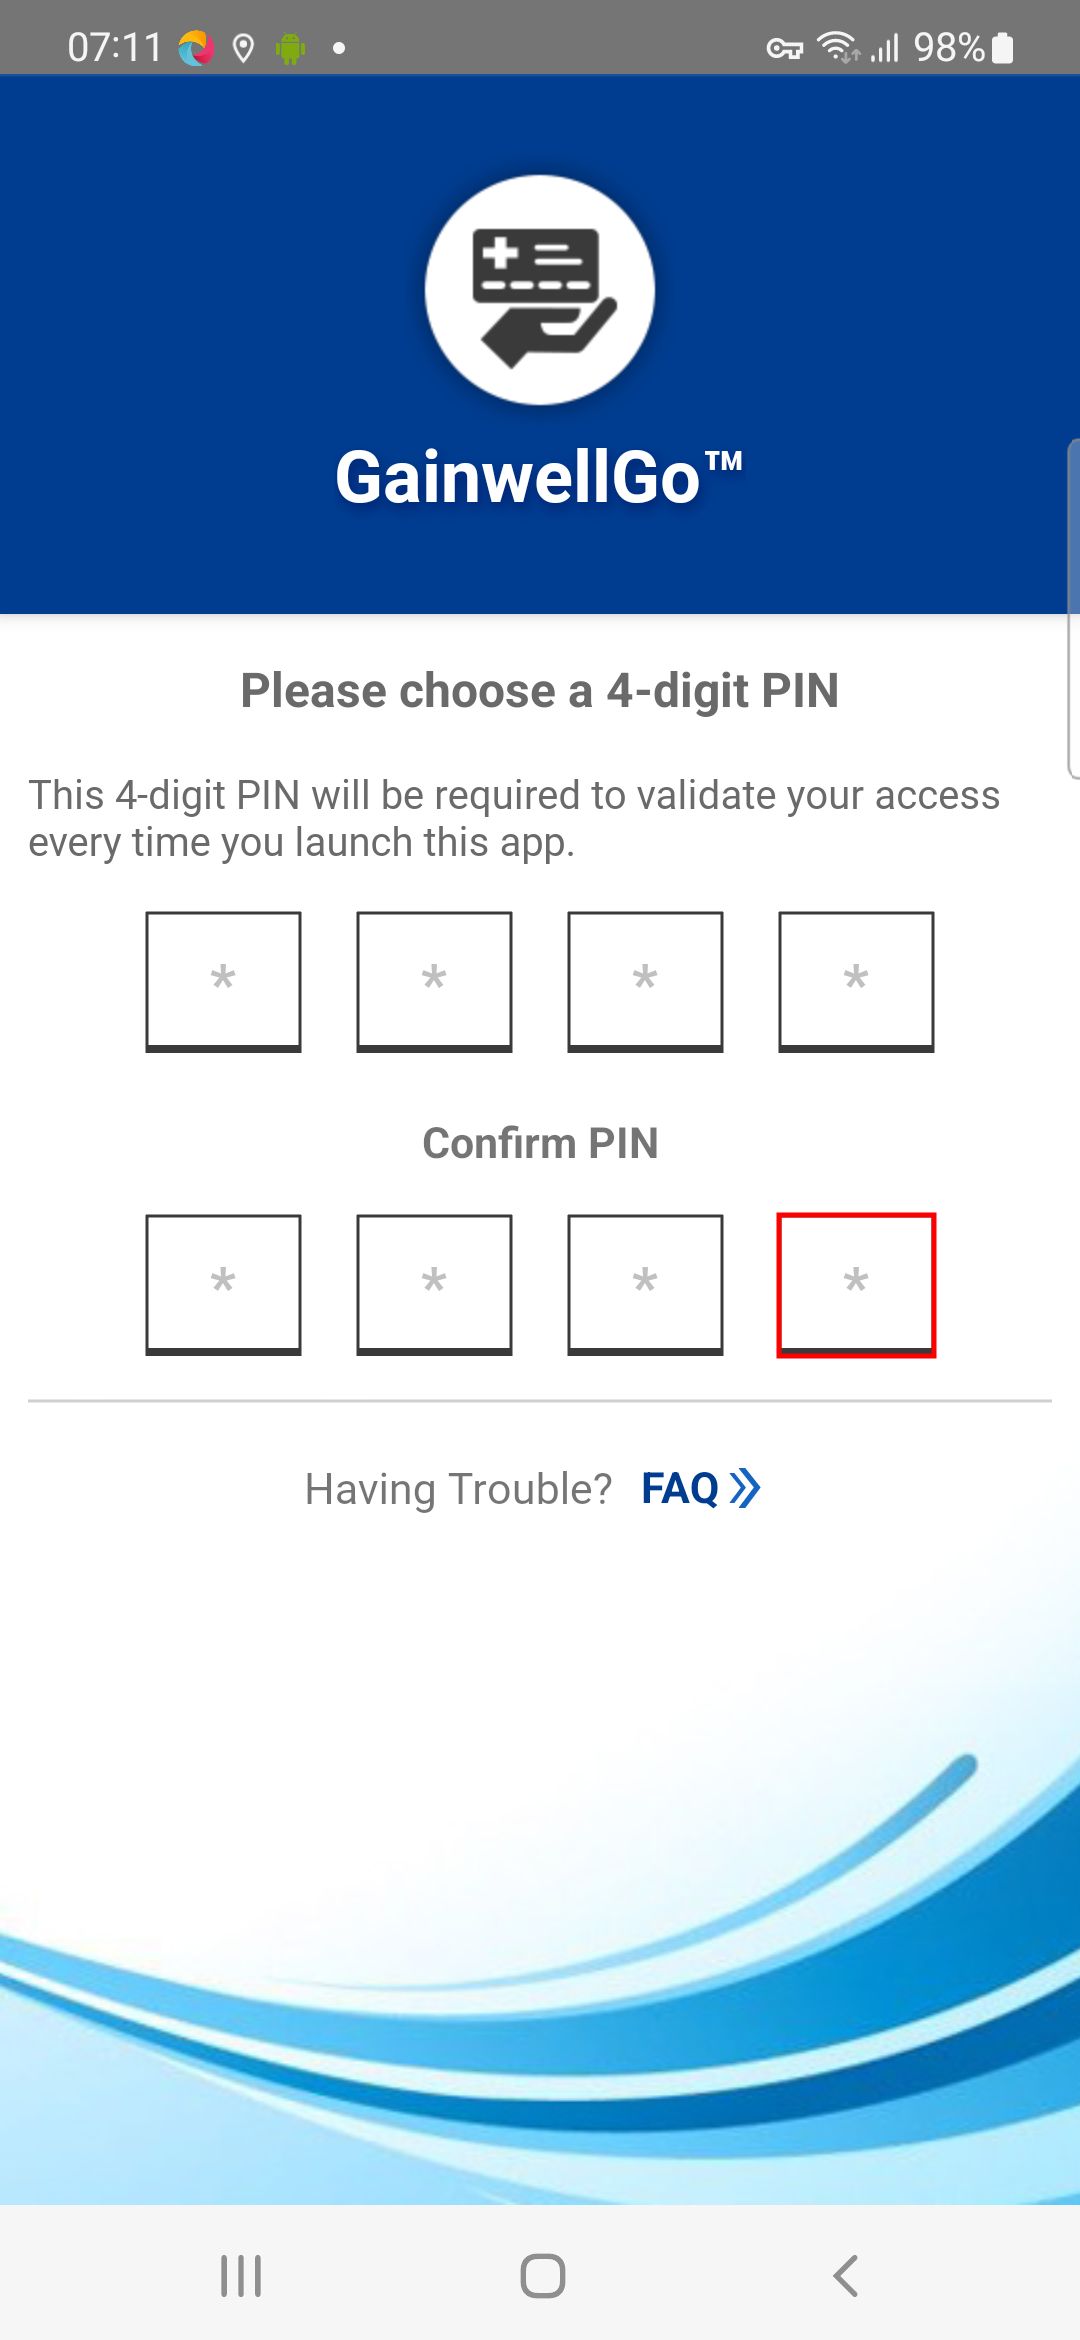 07:11 98%
GainwellGo™
Please choose a 4-digit PIN
This 4-digit PIN will be required to validate your access
every time you launch this app.
* * * *
Confirm PIN
* * * *
Having Trouble? FAQ